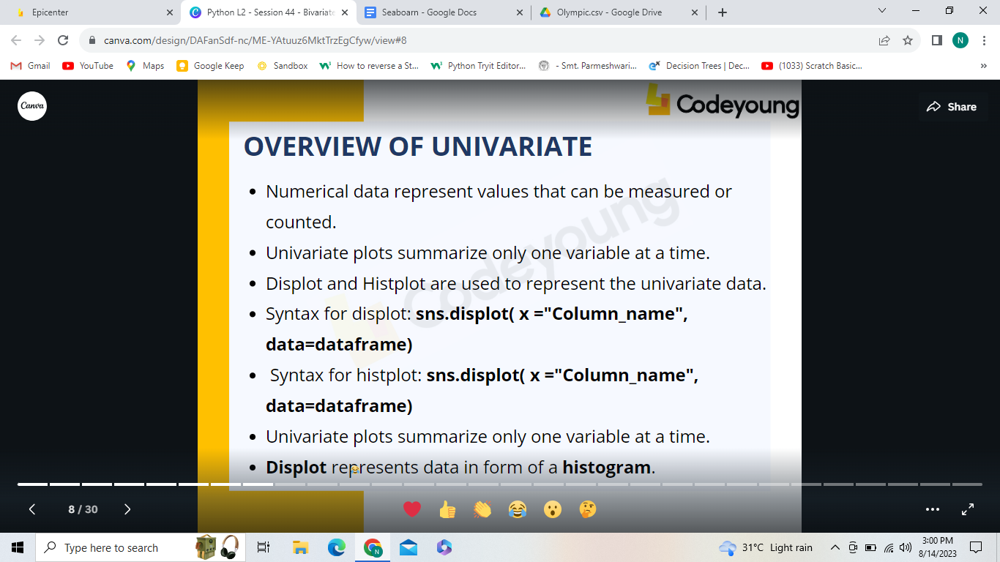 Epicenter
Python L2 - Session 44 - Bivariate
Seaboarn - Google Docs
Olympic.csv - Google Drive
canva.com/design/DAFanSdf-nc/ME-YAtuuz6MktTrzEgCfyw/view#8
N
Gmail
YouTube
Maps
Google Keep
Sandbox
How to reverse a St...
Python Tryit Editor...
- Smt. Parmeshwari...
Decision Trees | Dec...
(1033) Scratch Basic...
»
Canva
Codeyoung
Share
OVERVIEW OF UNIVARIATE
• Numerical data represent values that can be measured or
counted.
• Univariate plots summarize only one variable at a time.
• Displot and Histplot are used to represent the univariate data.
• Syntax for displot: sns.displot( x ="Column_name",
data=dataframe)
• Syntax for histplot: sns.displot( x ="Column_name",
data=dataframe)
• Univariate plots summarize only one variable at a time.
• Displot represents data in form of a histogram.
Codeyoung
8 / 30
Type here to search
N
31°C Light rain
3:00 PM
8/14/2023